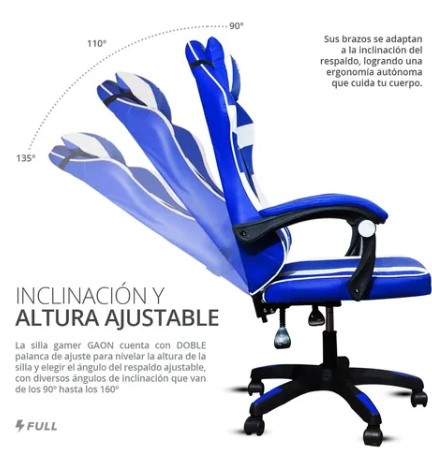 90°
110°
135°
Sus brazos se adaptan
a la inclinación del
respaldo, logrando una
ergonomía autónoma
que cuida tu cuerpo.
INCLINACIÓN Y
ALTURA AJUSTABLE
La silla gamer GAON cuenta con DOBLE
palanca de ajuste para nivelar la altura de la
silla y elegir el ángulo del respaldo ajustable,
con diversos ángulos de inclinación que van
de los 90º hasta los 160º
FULL